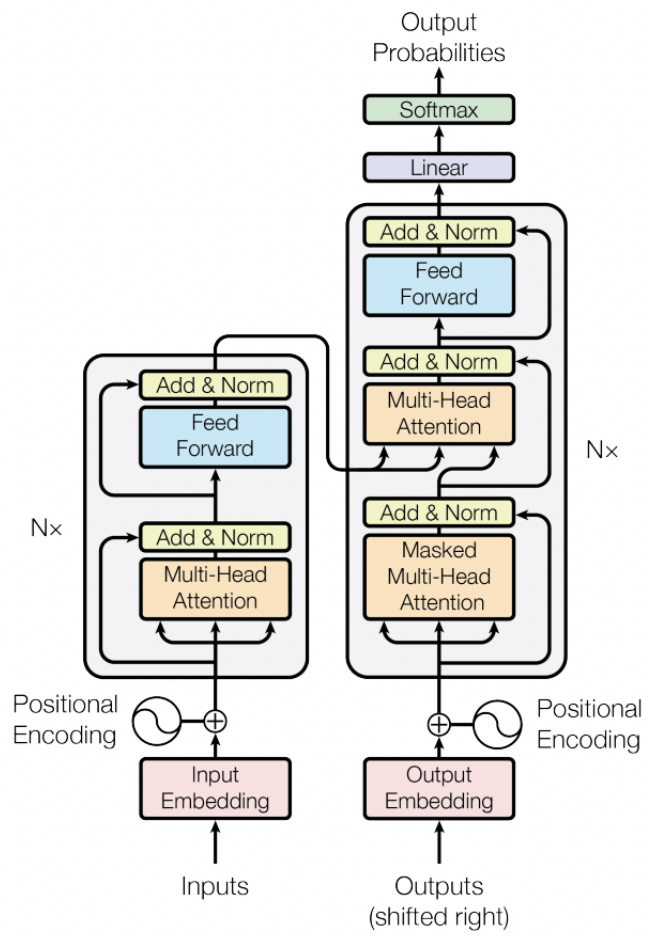 Output
Probabilities
Softmax
Linear
Add & Norm
Feed
Forward
Add & Norm
Multi-Head
Attention
Add & Norm
Masked
Multi-Head
Attention
N×
Add & Norm
Feed
Forward
Add & Norm
Multi-Head
Attention
N×
Positional
Encoding
Positional
Encoding
Input
Embedding
Output
Embedding
Inputs
Outputs
(shifted right)